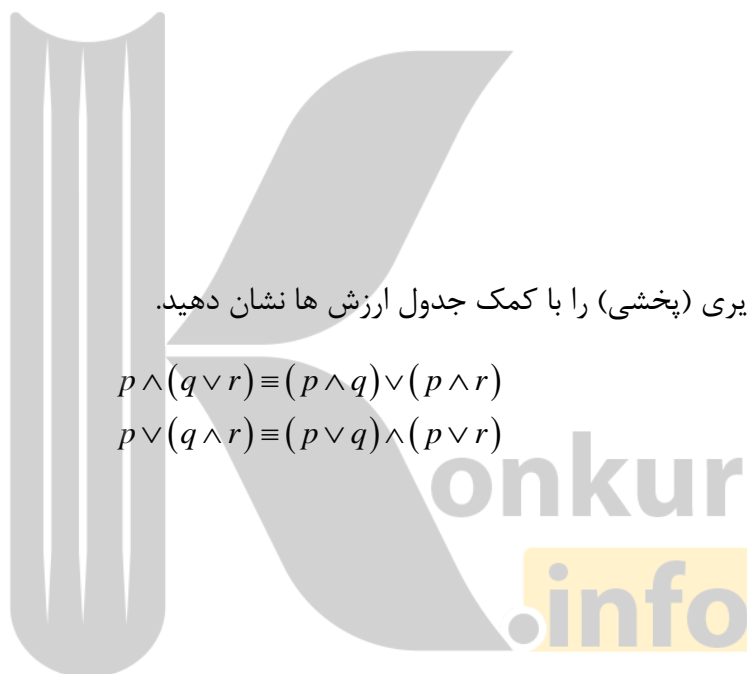 یری (پخشی) را با کمک جدول ارزش ها نشان دهید.
p ∧ (q ∨ r) ≡ (p ∧ q) ∨ (p ∧ r)
p ∨ (q ∧ r) ≡ (p ∨ q) ∧ (p ∨ r)
onkur
.info